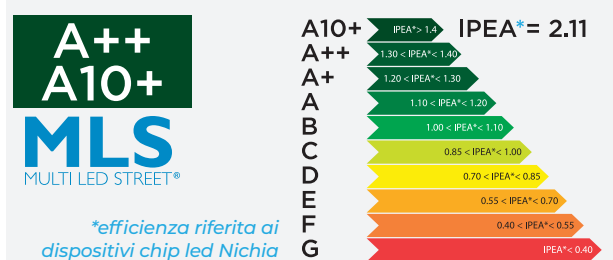 A++
A10+
MLS
MULTI LED STREET®
*efficienza riferita ai
dispositivi chip led Nichia
A10+ IPEA*> 1.4 IPEA*= 2.11
A++ 1.30 < IPEA*< 1.40
A+ 1.20 < IPEA*< 1.30
A 1.10 < IPEA*< 1.20
B 1.00 < IPEA*< 1.10
C 0.85 < IPEA*< 1.00
D 0.70 < IPEA*< 0.85
E 0.55 < IPEA*< 0.70
F 0.40 < IPEA*< 0.55
G IPEA*< 0.40